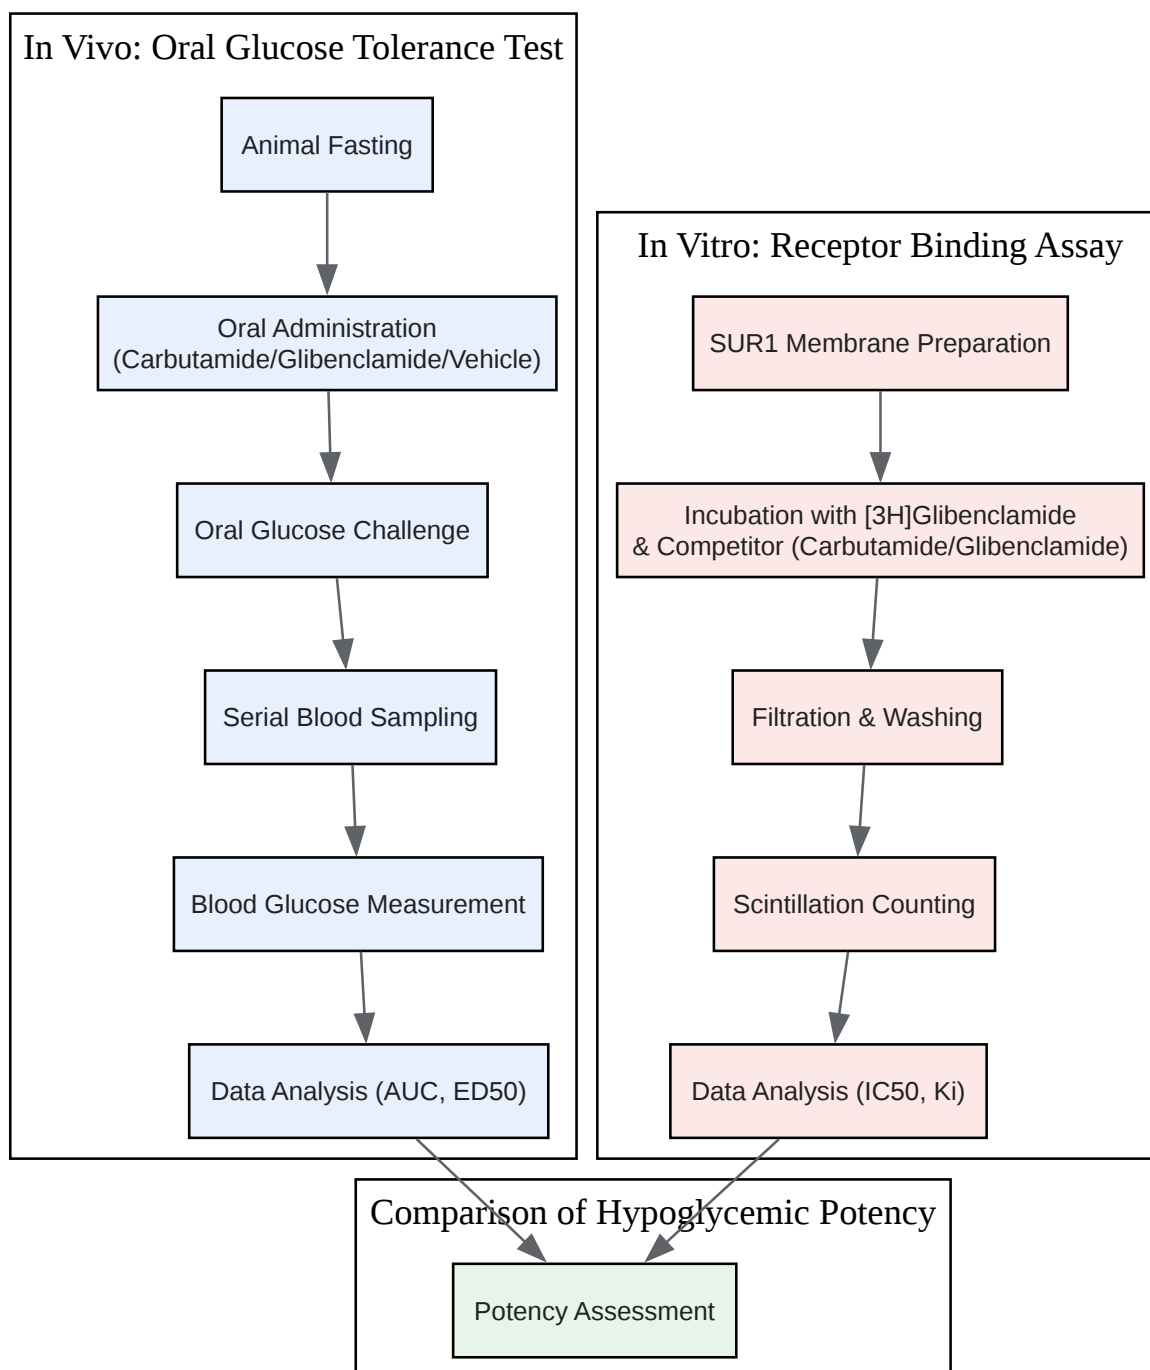 In Vivo: Oral Glucose Tolerance Test
Animal Fasting
Oral Administration
(Carbutamide/Glibenclamide/Vehicle)
Oral Glucose Challenge
Serial Blood Sampling
Blood Glucose Measurement
Data Analysis (AUC, ED50)
In Vitro: Receptor Binding Assay
SUR1 Membrane Preparation
Incubation with [3H]Glibenclamide
& Competitor (Carbutamide/Glibenclamide)
Filtration & Washing
Scintillation Counting
Data Analysis (IC50, Ki)
Comparison of Hypoglycemic Potency
Potency Assessment